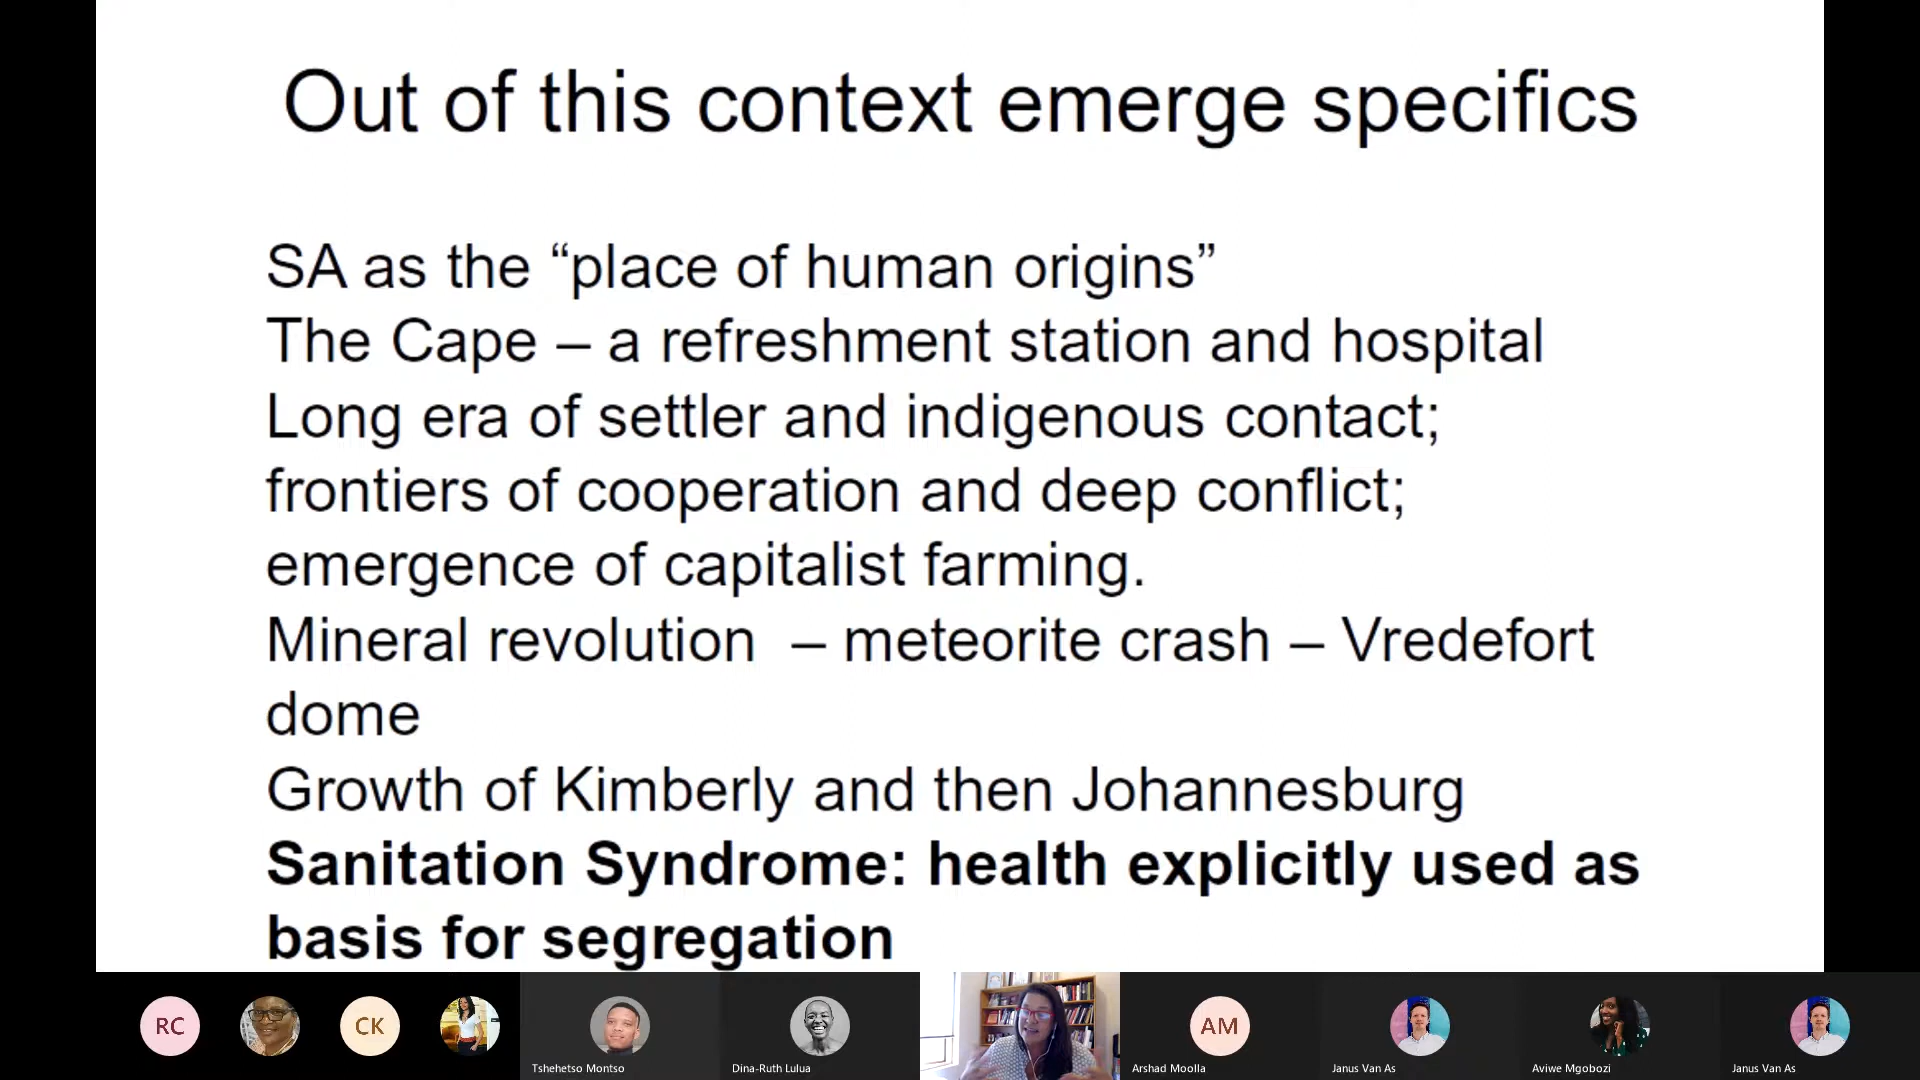 Out of this context emerge specifics
SA as the “place of human origins”
The Cape – a refreshment station and hospital
Long era of settler and indigenous contact;
frontiers of cooperation and deep conflict;
emergence of capitalist farming.
Mineral revolution  – meteorite crash – Vredefort
dome
Growth of Kimberly and then Johannesburg
Sanitation Syndrome: health explicitly used as
basis for segregation
RC
CK
AM
Tshehetso Montso
Dina-Ruth Lulua
Arshad Moolla
Janus Van As
Aviwe Mgobozi
Janus Van As